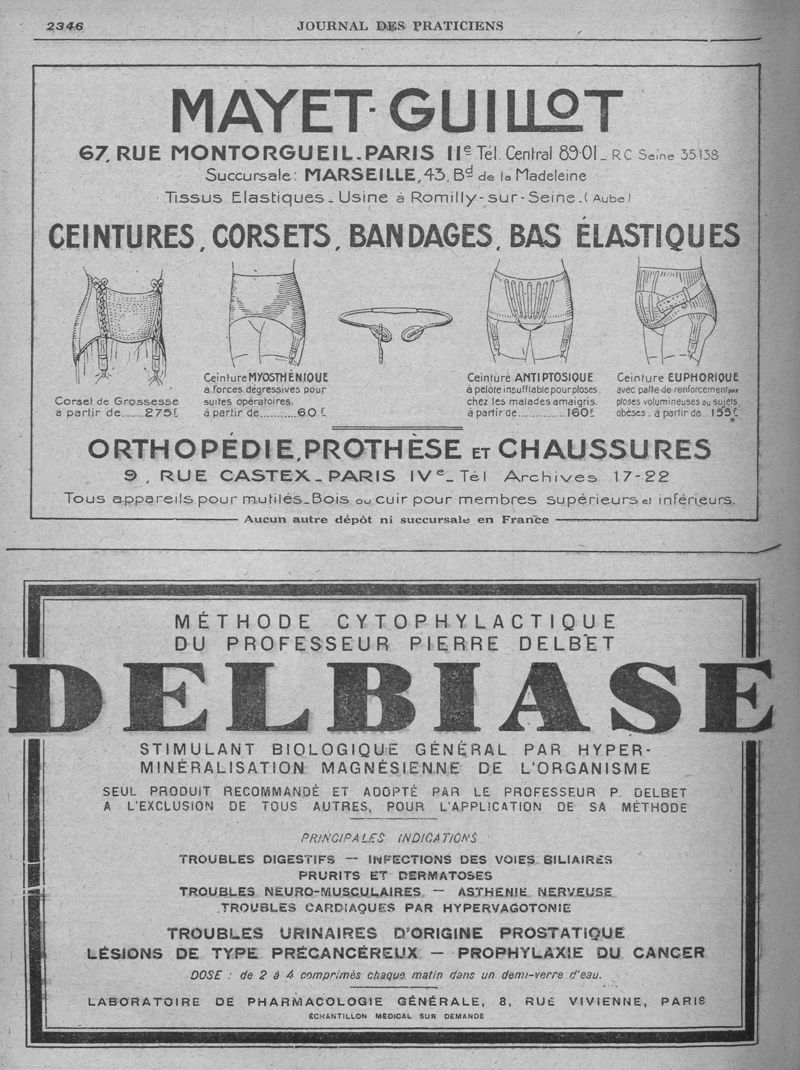 2346
JOURNAL DES PRATICIENS
MAYET-GUILLOT
67, RUE MONTORGUEIL-PARIS IIe Tél. Central 89-01_ RC Seine 35138
Succursale: MARSEILLE, 43, Bd de la Madeleine
Tissus Elastiques_ Usine à Romilly-sur-Seine_(Aube)
CEINTURES, CORSETS, BANDAGES, BAS ÉLASTIQUES
Corset de Grossesse
a partir de........275f
Ceinture MYOSTHÉNIQUE
a forces dégressives pour
suites opératoires.
à partir de...........60f
Ceinture ANTIPTOSIQUE
à pelote insufflable pour ploses
chez les malades amaigris.
à partir de...............160f
Ceinture EUPHORIQUE
avec patte de renforcement pour
ploses volumineuses ou sujets
obèses. à partir de 155f
ORTHOPÉDIE, PROTHÈSE ET CHAUSSURES
9, RUE CASTEX_ PARIS IVe_ Tél Archives 17-22
Tous appareils pour mutilés_Bois ou cuir pour membres supérieurs et inférieurs.
Aucun autre dépôt ni succursale en France
MÉTHODE CYTOPHYLACTIQUE
DU PROFESSEUR PIERRE DELBET
DELBIASE
STIMULANT BIOLOGIQUE GÉNÉRAL PAR HYPER-
MINÉRALISATION MAGNÉSIENNE DE L'ORGANISME
SEUL PRODUIT RECOMMANDÉ ET ADOPTÉ PAR LE PROFESSEUR P. DELBET
A L'EXCLUSION DE TOUS AUTRES, POUR L'APPLICATION DE SA MÉTHODE
PRINCIPALES INDICATIONS
TROUBLES DIGESTIFS — INFECTIONS DES VOIES BILIAIRES
PRURITS ET DERMATOSES
TROUBLES NEURO-MUSCULAIRES — ASTHÉNIE NERVEUSE
TROUBLES CARDIAQUES PAR HYPERVAGOTONIE
TROUBLES URINAIRES D'ORIGINE PROSTATIQUE
LÉSIONS DE TYPE PRÉCANCÉREUX — PROPHYLAXIE DU CANCER
DOSE : de 2 à 4 comprimés chaque matin dans un demi-verre d'eau.
LABORATOIRE DE PHARMACOLOGIE GÉNÉRALE, 8, RUE VIVIENNE, PARIS
ÉCHANTILLON MÉDICAL SUR DEMANDE